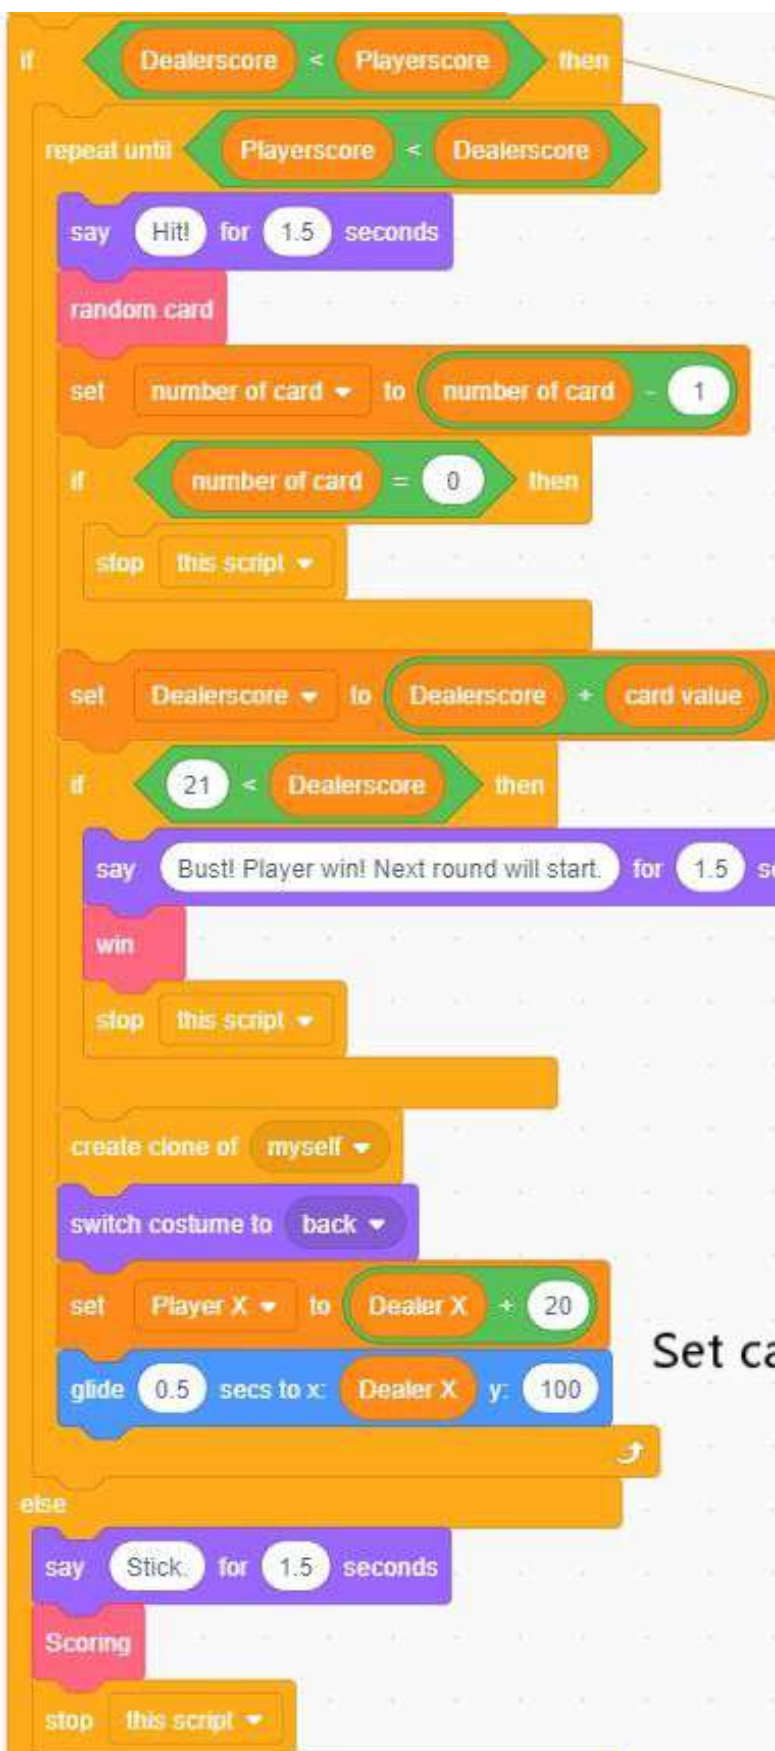 if Dealerscore < Playerscore then
repeat until Playerscore < Dealerscore
say Hit! for 1.5 seconds
random card
set number of card to number of card - 1
if number of card = 0 then
stop this script
set Dealerscore to Dealerscore + card value
if 21 < Dealerscore then
say Bust! Player win! Next round will start. for 1.5 se
win
stop this script
create clone of myself
switch costume to back
set Player X to Dealer X + 20
Set ca
glide 0.5 secs to x: Dealer X y: 100
else
say Stick. for 1.5 seconds
Scoring
stop this script